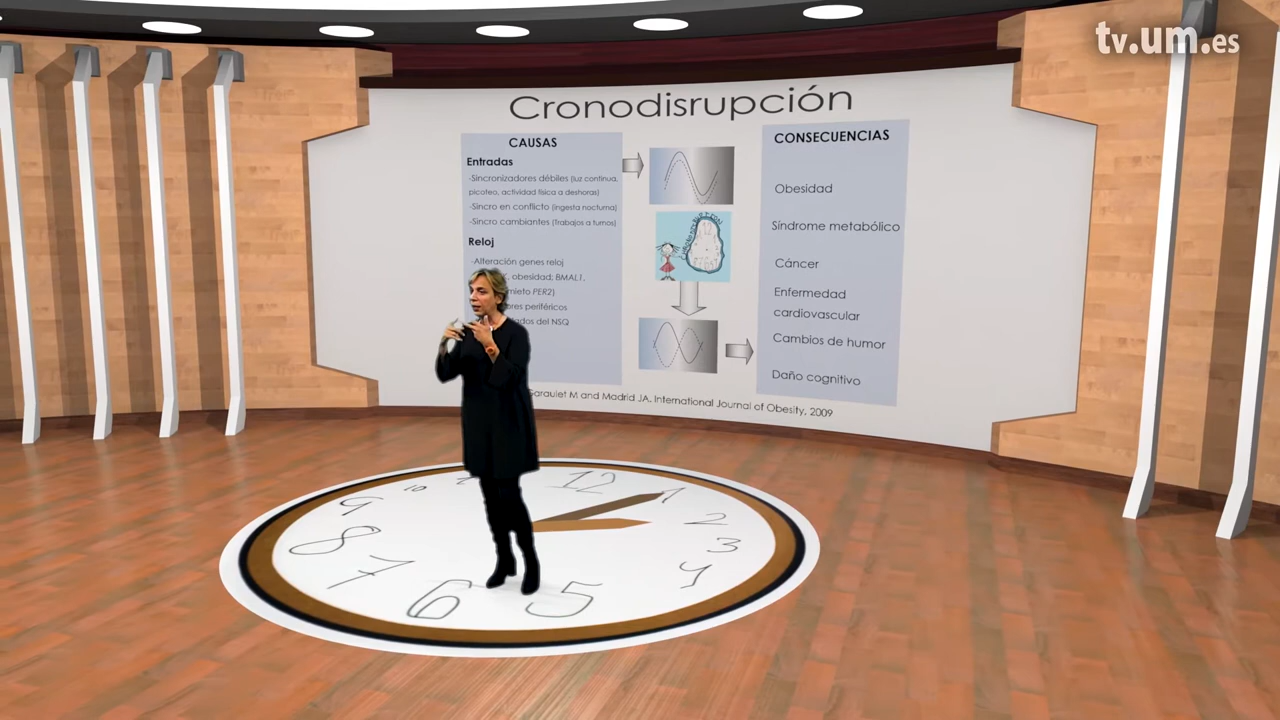 tv.um.es
Cronodisrupción
CAUSAS
Entradas
-Sincronizadores débiles (luz continua,
picoteo, actividad física a deshoras)
-Sincro en conflicto (ingesta nocturna)
-Sincro cambiantes (Trabajos a turnos)
Reloj
-Alteración genes reloj
obesidad; BMAL1,
PER2)
periféricos
del NSQ
CONSECUENCIAS
Obesidad
Síndrome metabólico
Cáncer
Enfermedad
cardiovascular
Cambios de humor
Daño cognitivo
Garaulet M and Madrid JA. International Journal of Obesity, 2009
12
1
2
3
4
5
6
7
8
9
10